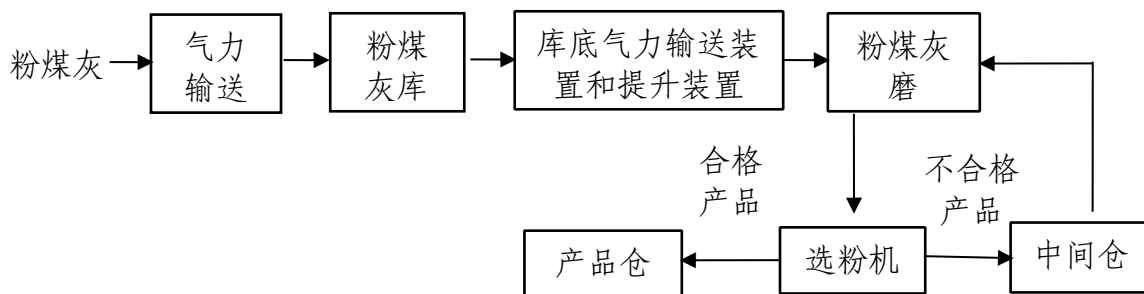 粉煤灰
气力
输送
粉煤
灰库
库底气力输送装
置和提升装置
粉煤灰
磨
合格
产品
不合格
产品
产品仓
选粉机
中间仓